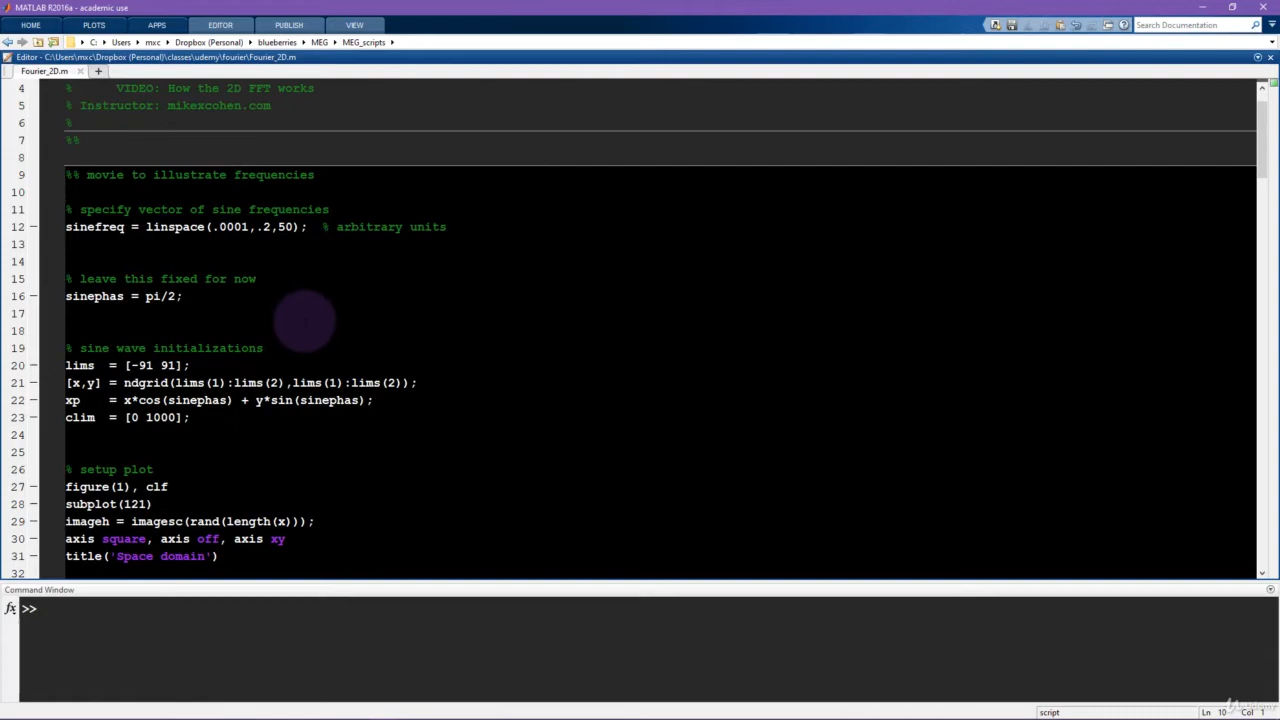 MATLAB R2016a - academic use
HOME PLOTS APPS EDITOR PUBLISH VIEW Search Documentation
C: Users mxc Dropbox (Personal) blueberries MEG MEG_scripts
Editor - C:\Users\mxc\Dropbox (Personal)\classes\udemy\fourier\Fourier_2D.m
Fourier_2D.m
4 % VIDEO: How the 2D FFT works
5 % Instructor: mikexcohen.com
6 %
7 %%
8
9 %% movie to illustrate frequencies
10
11 % specify vector of sine frequencies
12 sinefreq = linspace(.0001,.2,50); % arbitrary units
13
14
15 % leave this fixed for now
16 sinephas = pi/2;
17
18
19 % sine wave initializations
20 lims = [-91 91];
21 [x,y] = ndgrid(lims(1):lims(2),lims(1):lims(2));
22 xp = x*cos(sinephas) + y*sin(sinephas);
23 clim = [0 1000];
24
25
26 % setup plot
27 figure(1), clf
28 subplot(121)
29 imageh = imagesc(rand(length(x)));
30 axis square, axis off, axis xy
31 title('Space domain')
32
Command Window
fx >>
script Ln 10 Col 1